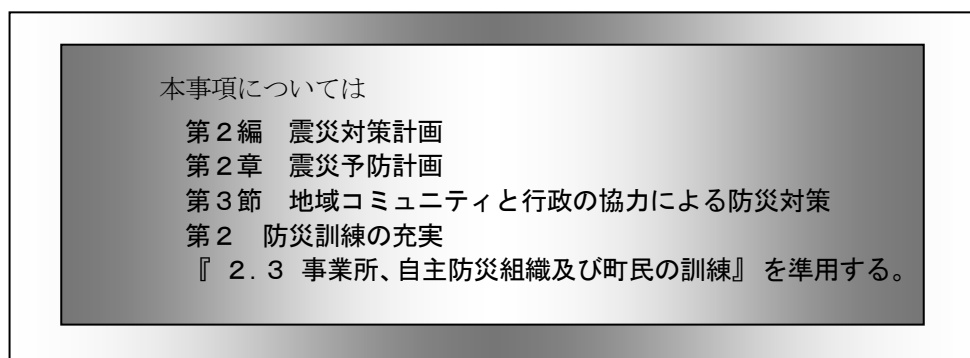 本事項については
第2編　震災対策計画
第2章　震災予防計画
第3節　地域コミュニティと行政の協力による防災対策
第2　防災訓練の充実
『 2.3 事業所、自主防災組織及び町民の訓練』 を準用する。